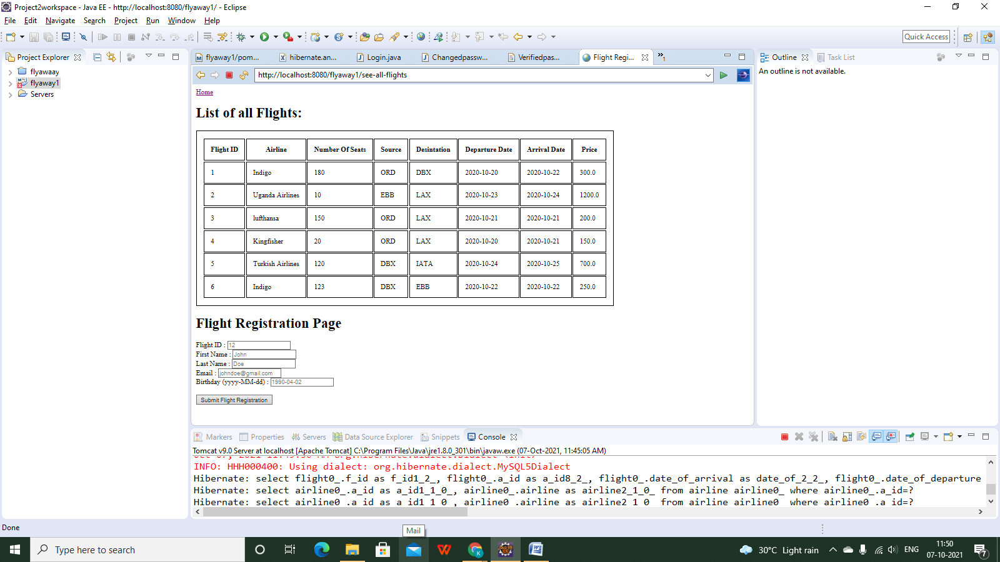 Project2workspace - Java EE - http://localhost:8080/flyaway1/ - Eclipse
File Edit Navigate Search Project Run Window Help
Quick Access
Project Explorer
flyawaay
flyaway1
Servers
flyaway1/pom... hibernate.an... Login.java Changedpassw... Verifiedpas... Flight Regi... »1
http://localhost:8080/flyaway1/see-all-flights
Home
List of all Flights:
Flight ID Airline Number Of Seats Source Desintation Departure Date Arrival Date Price
1 Indigo 180 ORD DBX 2020-10-20 2020-10-22 300.0
2 Uganda Airlines 10 EBB LAX 2020-10-23 2020-10-24 1200.0
3 lufthansa 150 ORD LAX 2020-10-21 2020-10-21 200.0
4 Kingfisher 20 ORD LAX 2020-10-20 2020-10-21 150.0
5 Turkish Airlines 120 DBX IATA 2020-10-24 2020-10-25 700.0
6 Indigo 123 DBX EBB 2020-10-22 2020-10-22 250.0
Flight Registration Page
Flight ID : 12
First Name : John
Last Name : Doe
Email : johndoe@gmail.com
Birthday (yyyy-MM-dd) : 1990-04-02
Submit Flight Registration
Outline Task List
An outline is not available.
Markers Properties Servers Data Source Explorer Snippets Console
Tomcat v9.0 Server at localhost [Apache Tomcat] C:\Program Files\Java\jre1.8.0_301\bin\javaw.exe (07-Oct-2021, 11:45:05 AM)
INFO: HHH000400: Using dialect: org.hibernate.dialect.MySQL5Dialect
Hibernate: select flight0_.f_id as f_id1_2_, flight0_.a_id as a_id8_2_, flight0_.date_of_arrival as date_of_2_2_, flight0_.date_of_departure
Hibernate: select airline0_.a_id as a_id1_1_0_, airline0_.airline as airline2_1_0_ from airline airline0_ where airline0_.a_id=?
Hibernate: select airline0_.a_id as a_id1_1_0_, airline0_.airline as airline2_1_0_ from airline airline0_ where airline0_.a_id=?
Done
Mail
Type here to search
30°C Light rain
ENG
11:50
07-10-2021
7